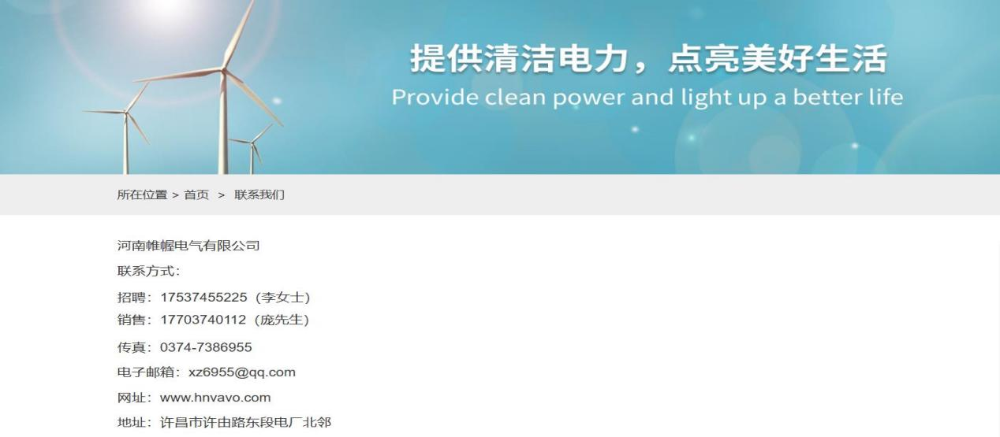 提供清洁电力，点亮美好生活
Provide clean power and light up a better life
所在位置 > 首页 > 联系我们
河南帷幄电气有限公司
联系方式：
招聘：17537455225（李女士）
销售：17703740112（庞先生）
传真：0374-7386955
电子邮箱：xz6955@qq.com
网址：www.hnvavo.com
地址：许昌市许由路东段电厂北邻